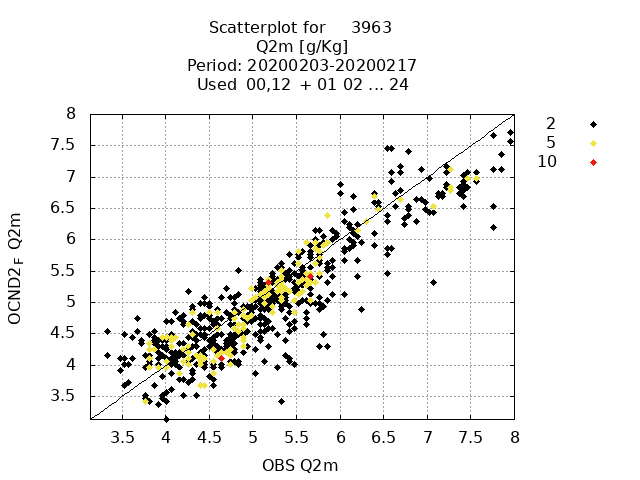 Scatterplot for 3963
Q2m [g/Kg]
Period: 20200203-20200217
Used 00,12 + 01 02 ... 24
8
7.5
7
6.5
6
5.5
5
4.5
4
3.5
3.5 4 4.5 5 5.5 6 6.5 7 7.5 8
OCND2F Q2m
OBS Q2m
2
5
10